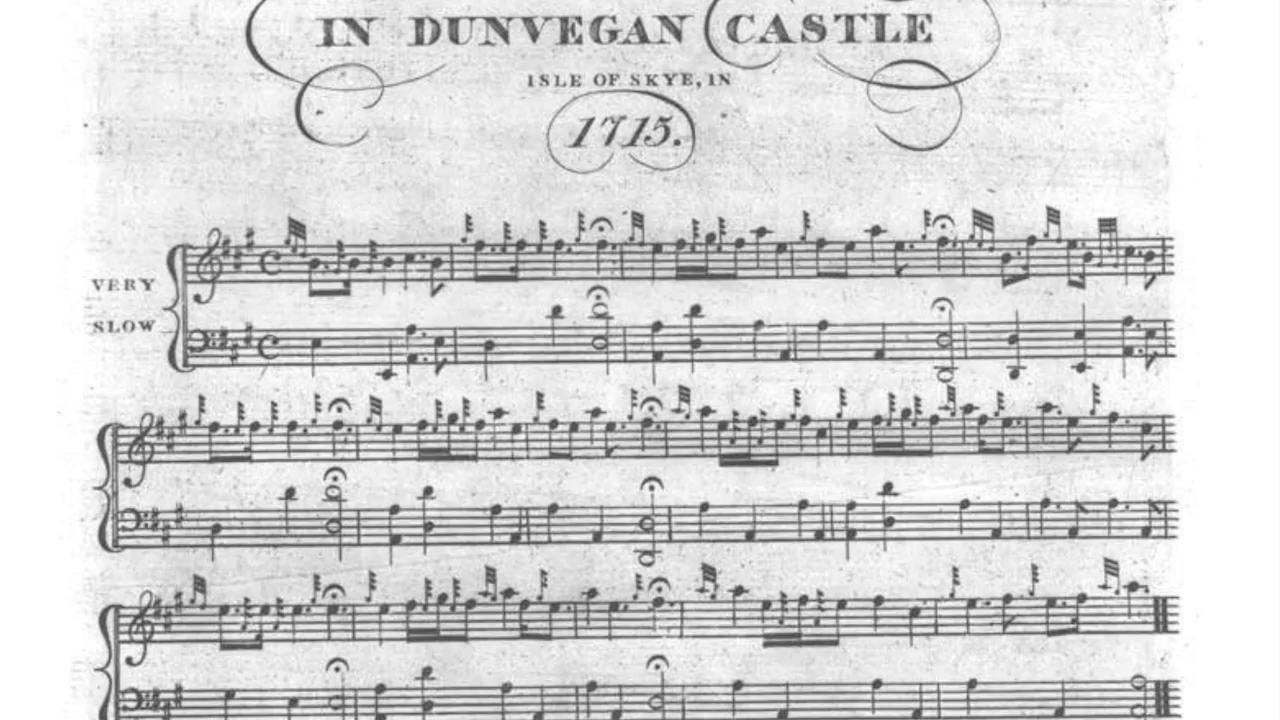 IN DUNVEGAN CASTLE
ISLE OF SKYE, IN
1715.
VERY
SLOW